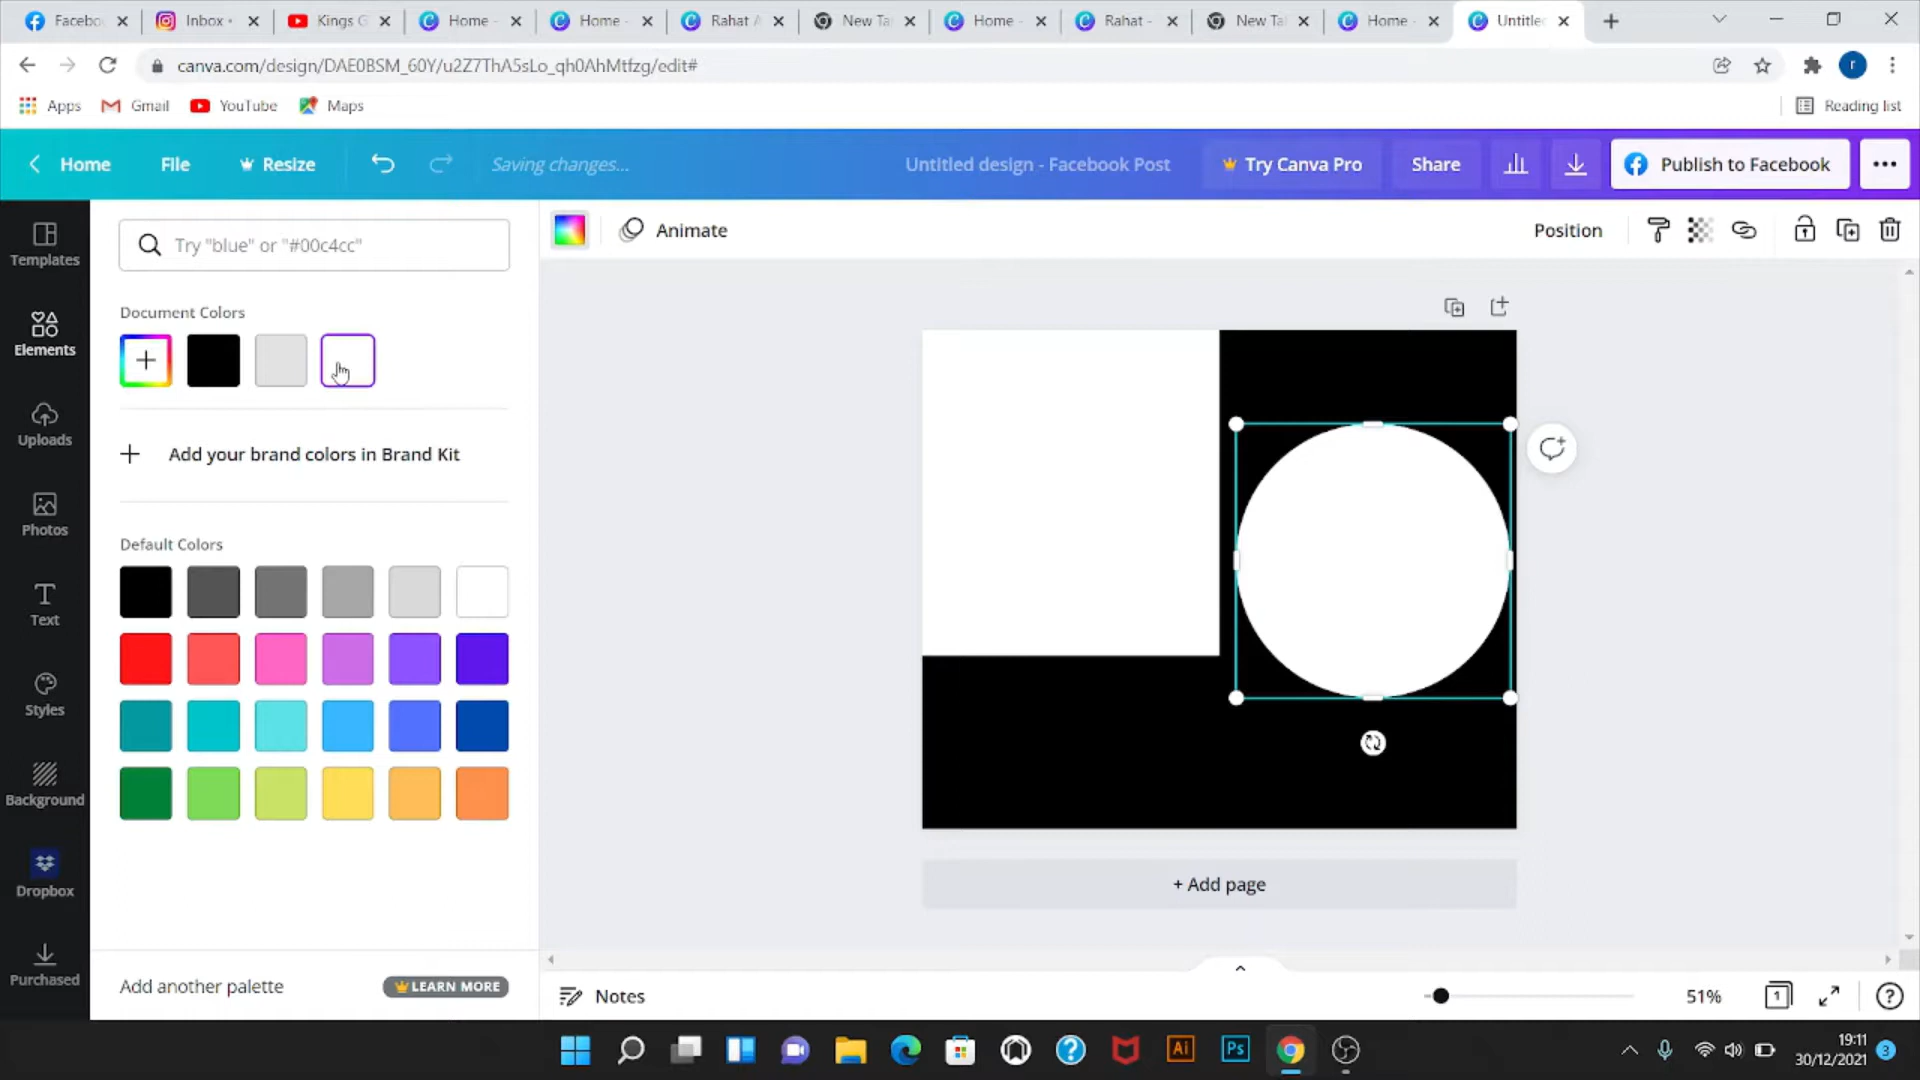 Facebo
Inbox •
Kings G
Home -
Home -
Rahat A
New Ta
Home -
Rahat -
New Ta
Home -
Untitle
canva.com/design/DAE0BSM_60Y/u2Z7ThA5sLo_qh0AhMtfzg/edit#
r
Apps
Gmail
YouTube
Maps
Reading list
Home
File
Resize
Saving changes...
Untitled design - Facebook Post
Try Canva Pro
Share
Publish to Facebook
Templates
Elements
Uploads
Photos
Text
Styles
Background
Dropbox
Purchased
Try "blue" or "#00c4cc"
Document Colors
Add your brand colors in Brand Kit
Default Colors
Add another palette
LEARN MORE
Animate
Position
+ Add page
Notes
51%
1
Ai
Ps
19:11
30/12/2021
3